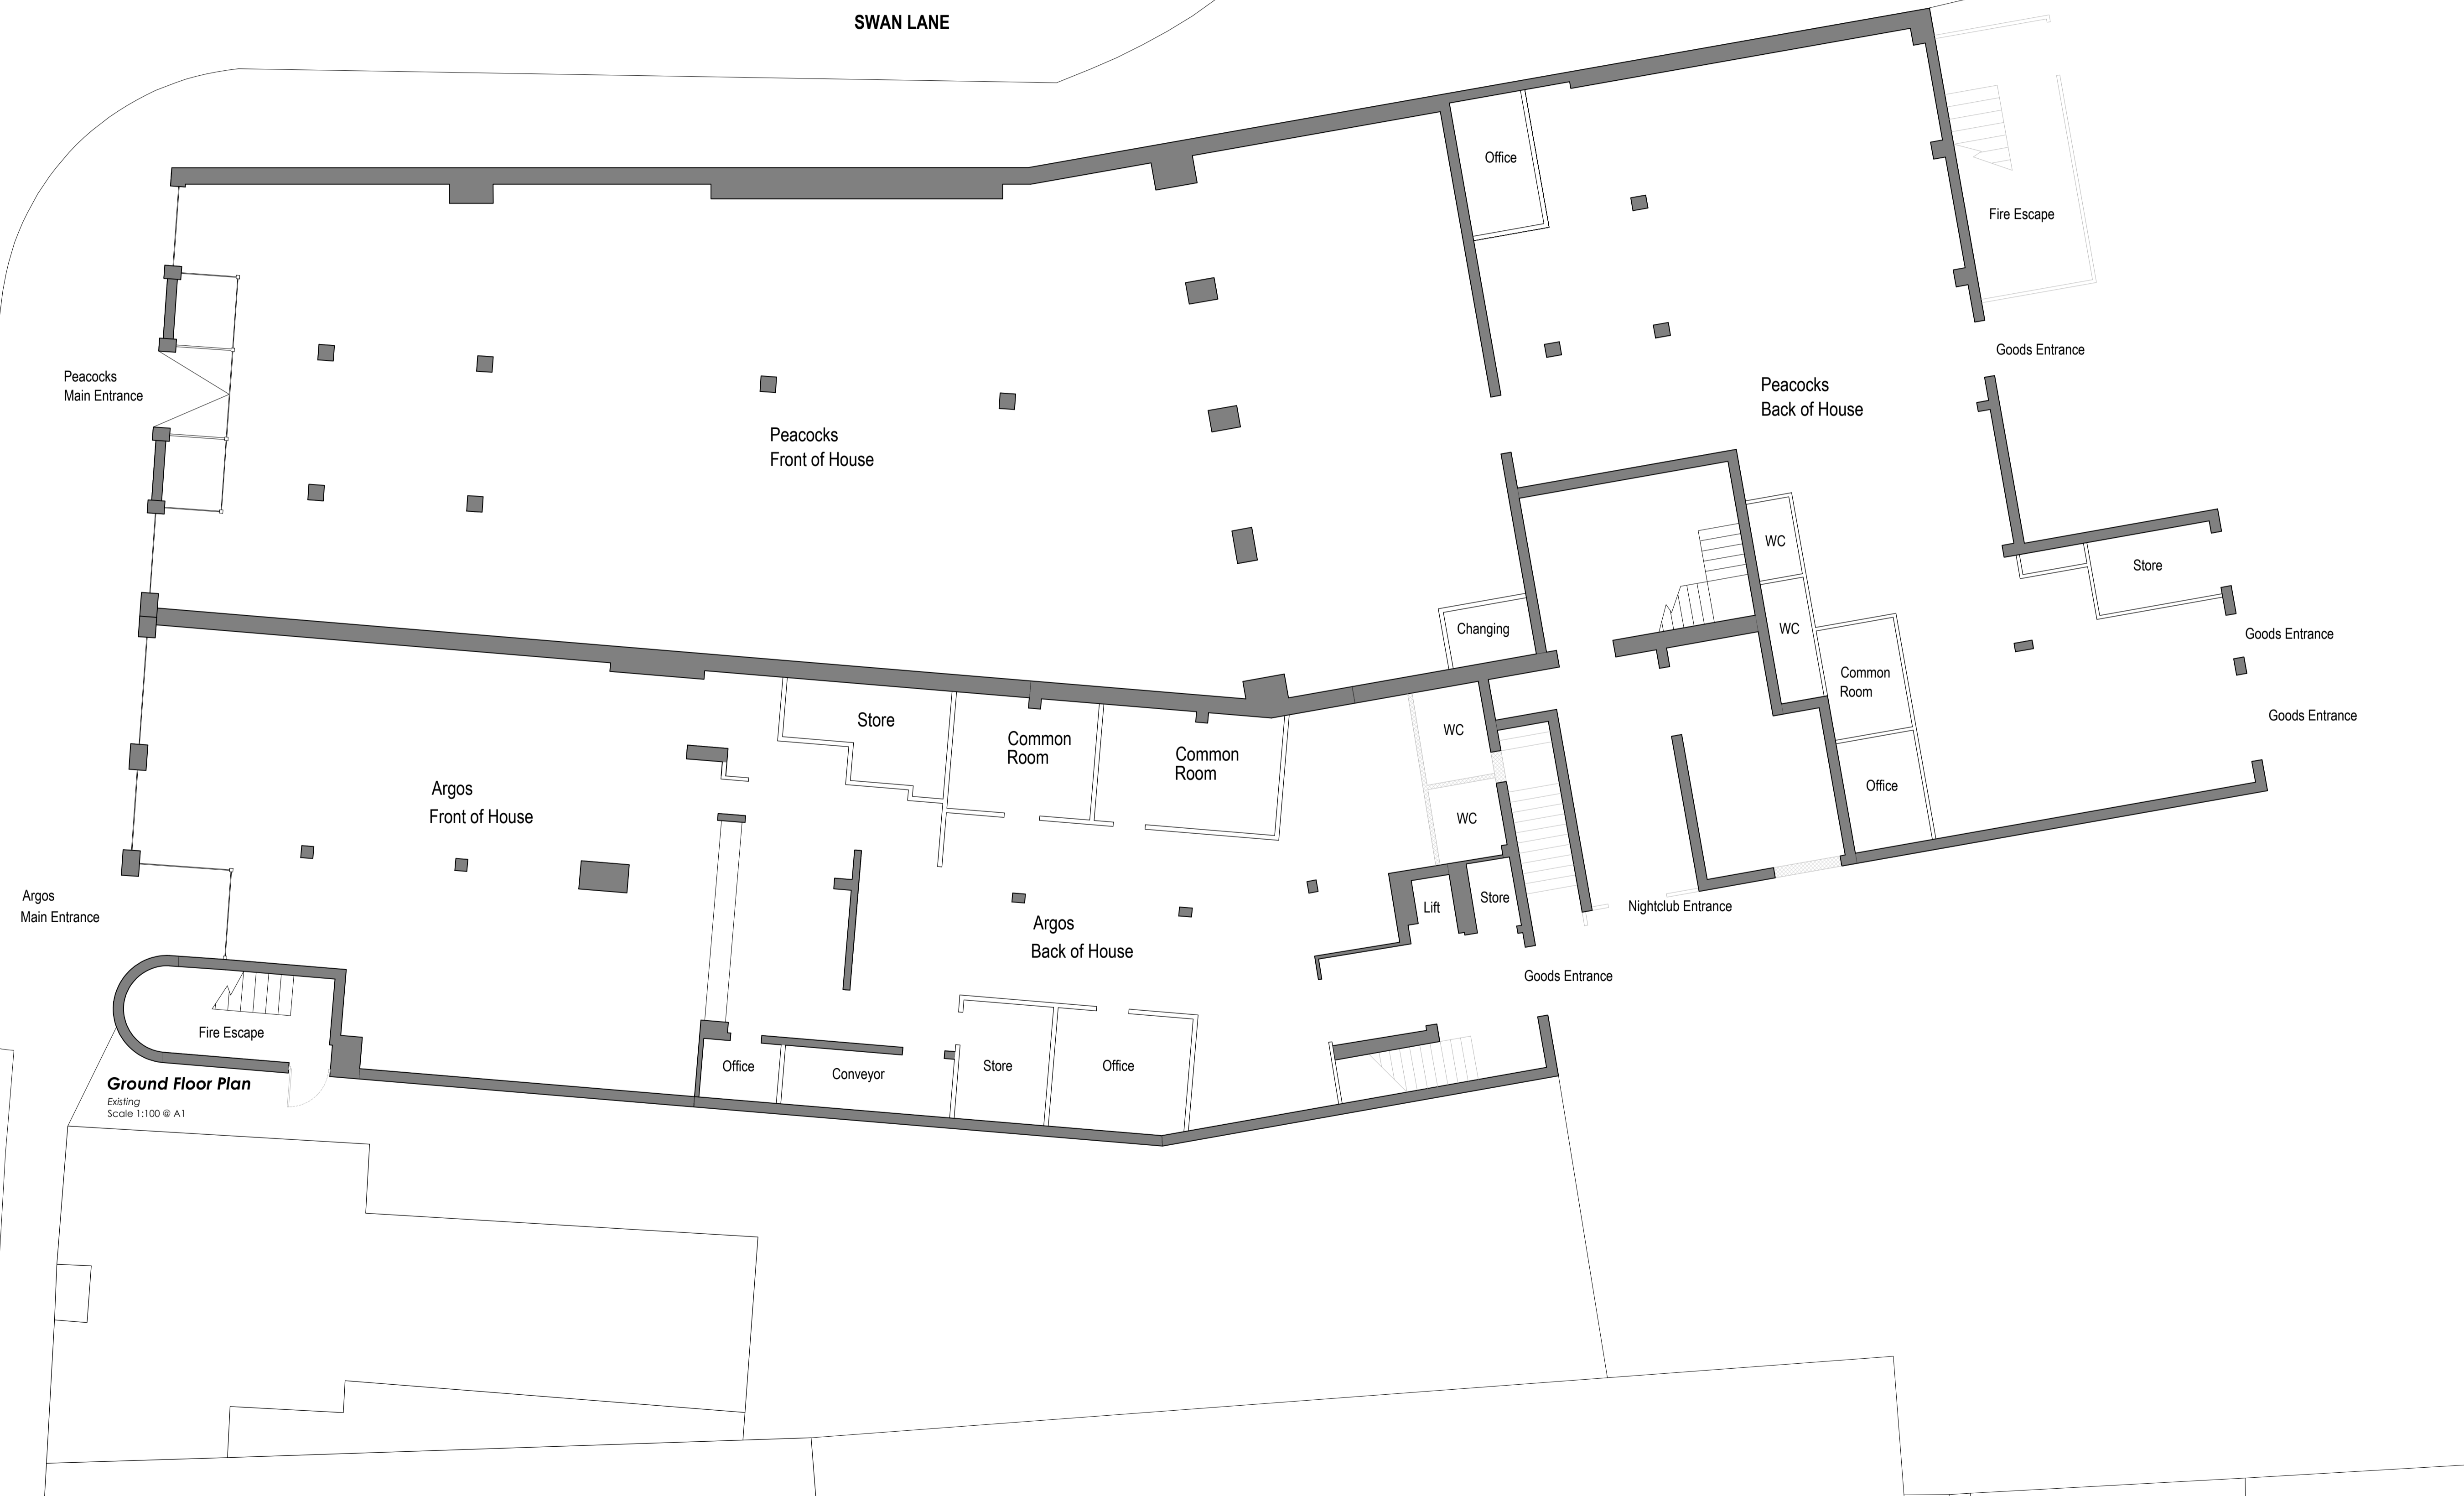 SWAN LANE
Office
Fire Escape
Goods Entrance
Peacocks
Main Entrance
Peacocks
Back of House
Peacocks
Front of House
WC
Store
Changing
WC
Goods Entrance
Common
Room
Goods Entrance
Store
Common
Room
Common
Room
WC
Office
Argos
Front of House
WC
Argos
Main Entrance
Lift
Store
Nightclub Entrance
Argos
Back of House
Goods Entrance
Fire Escape
Office
Conveyor
Store
Office
Ground Floor Plan
Existing
Scale 1:100 @ A1